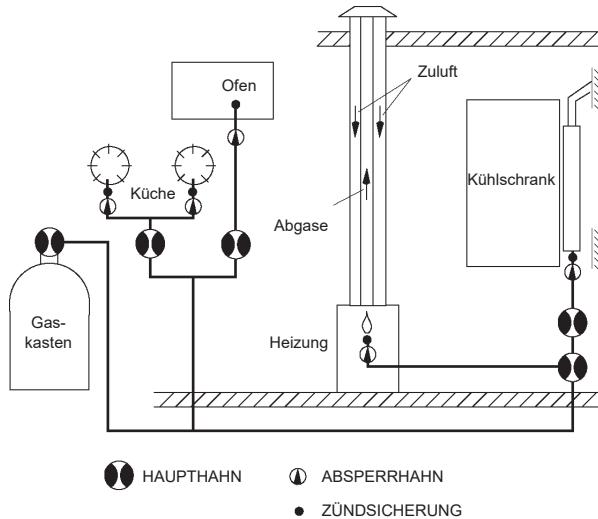 Ofen
Zuluft
Küche
Kühlschrank
Abgase
Gas-
kasten
Heizung
HAUPTHAHN
ABSPERRHAHN
ZÜNDSICHERUNG